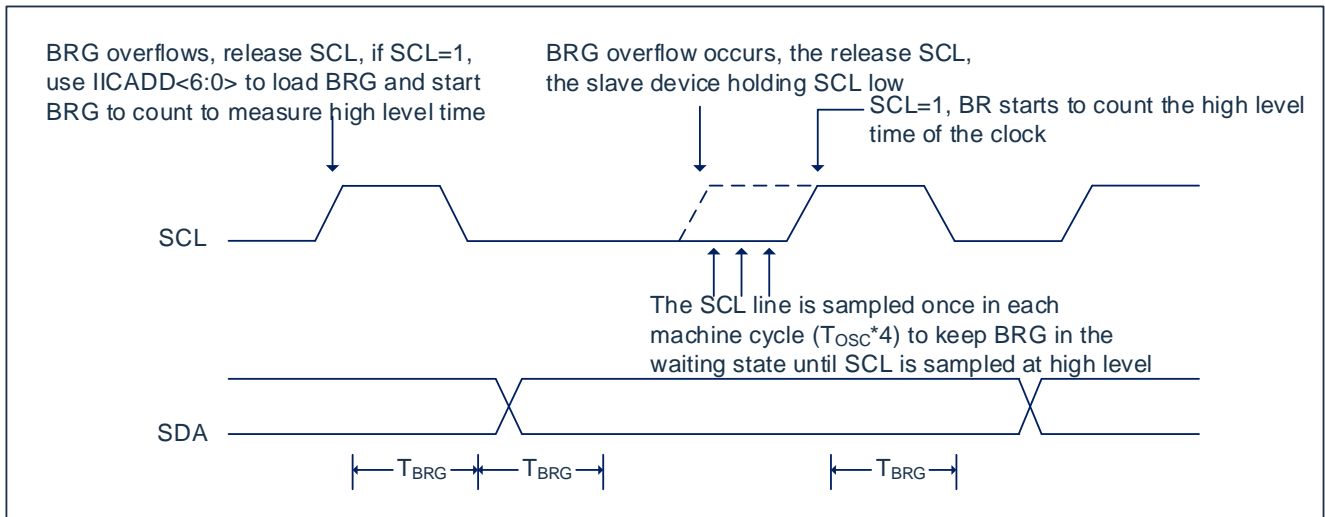 BRG overflows, release SCL, if SCL=1,
use IICADD<6:0> to load BRG and start
BRG to count to measure high level time
BRG overflow occurs, the release SCL,
the slave device holding SCL low
SCL=1, BR starts to count the high level
time of the clock
SCL
The SCL line is sampled once in each
machine cycle (TOSC*4) to keep BRG in the
waiting state until SCL is sampled at high level
SDA
TBRG
TBRG
TBRG